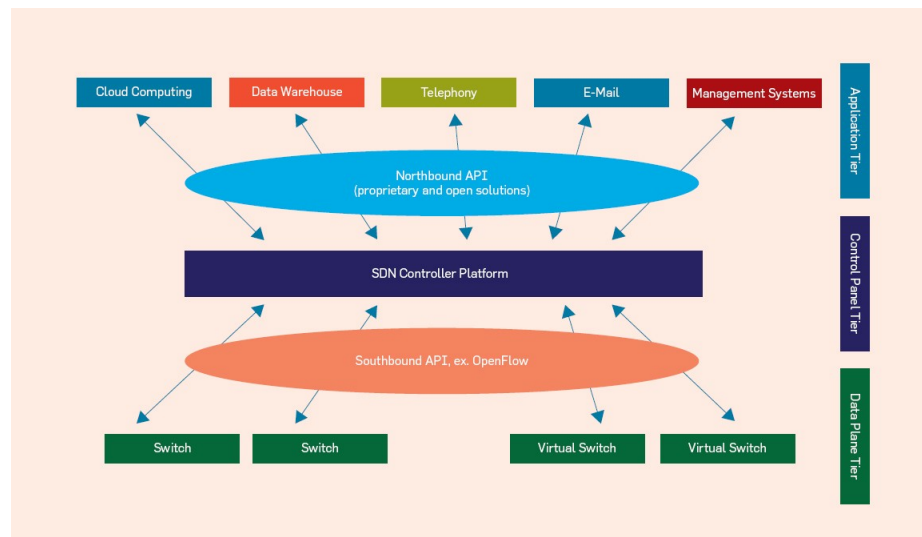 Cloud Computing
Data Warehouse
Telephony
E-Mail
Management Systems
Application Tier
Northbound API
(proprietary and open solutions)
SDN Controller Platform
Control Panel Tier
Southbound API, ex. OpenFlow
Data Plane Tier
Switch
Switch
Virtual Switch
Virtual Switch